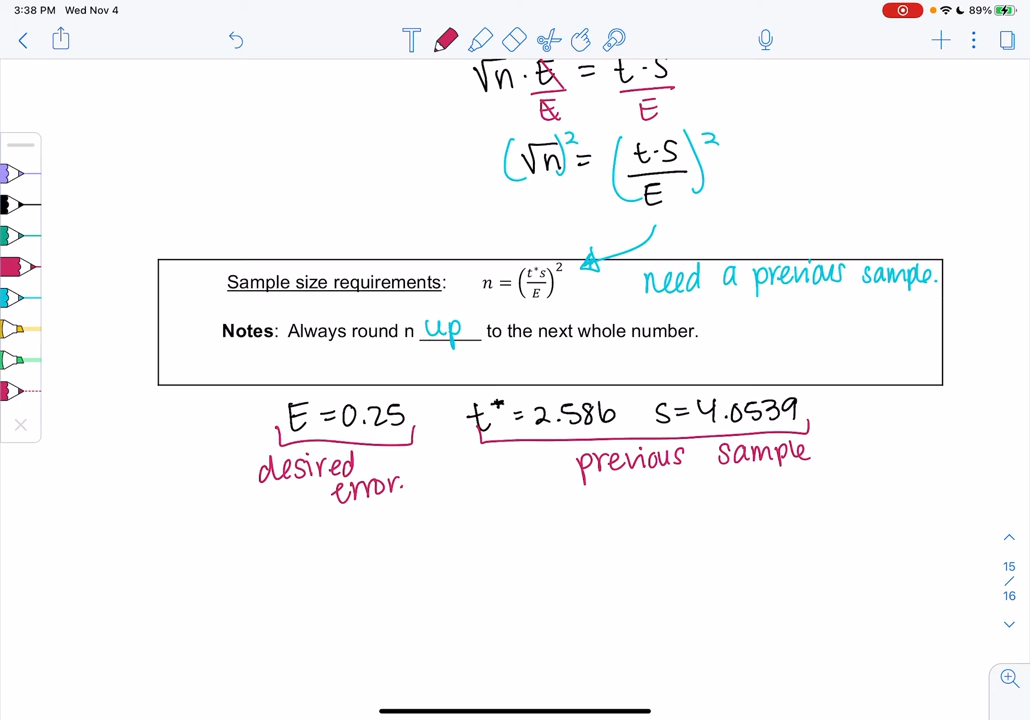 3:38 PM Wed Nov 4
89%
T
√n · E = t·S
E E
(√n)² = (t·S / E)²
Sample size requirements: n = (t*s / E)² need a previous sample.
Notes: Always round n up to the next whole number.
E = 0.25 t* = 2.586 s = 4.0539
desired error.
previous sample
15
/
16